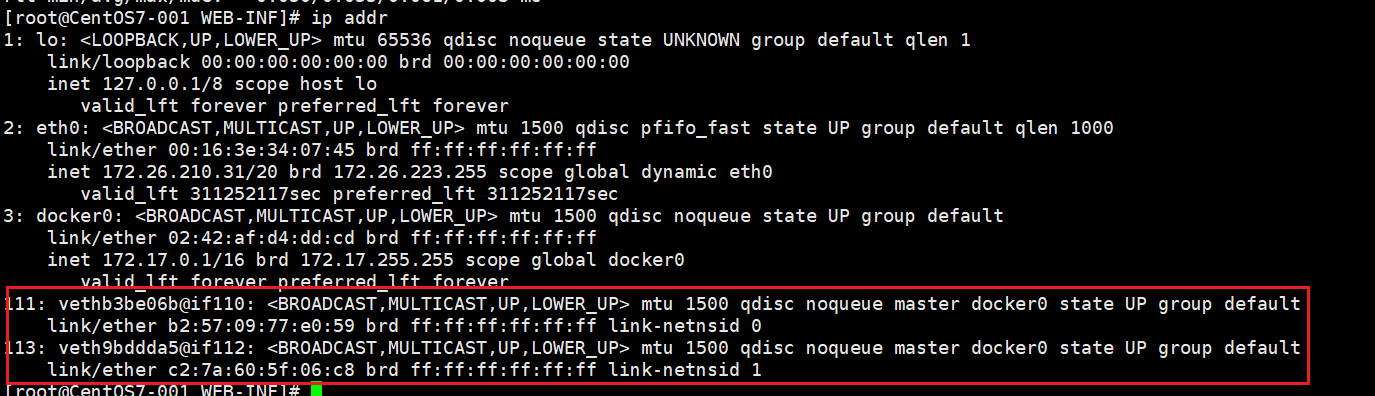 [root@CentOS7-001 WEB-INF]# ip addr
1: lo: <LOOPBACK,UP,LOWER_UP> mtu 65536 qdisc noqueue state UNKNOWN group default qlen 1
    link/loopback 00:00:00:00:00:00 brd 00:00:00:00:00:00
    inet 127.0.0.1/8 scope host lo
       valid_lft forever preferred_lft forever
2: eth0: <BROADCAST,MULTICAST,UP,LOWER_UP> mtu 1500 qdisc pfifo_fast state UP group default qlen 1000
    link/ether 00:16:3e:34:07:45 brd ff:ff:ff:ff:ff:ff
    inet 172.26.210.31/20 brd 172.26.223.255 scope global dynamic eth0
       valid_lft 311252117sec preferred_lft 311252117sec
3: docker0: <BROADCAST,MULTICAST,UP,LOWER_UP> mtu 1500 qdisc noqueue state UP group default
    link/ether 02:42:af:d4:dd:cd brd ff:ff:ff:ff:ff:ff
    inet 172.17.0.1/16 brd 172.17.255.255 scope global docker0
       valid_lft forever preferred_lft forever
111: vethb3be06b@if110: <BROADCAST,MULTICAST,UP,LOWER_UP> mtu 1500 qdisc noqueue master docker0 state UP group default
    link/ether b2:57:09:77:e0:59 brd ff:ff:ff:ff:ff:ff link-netnsid 0
113: veth9bddda5@if112: <BROADCAST,MULTICAST,UP,LOWER_UP> mtu 1500 qdisc noqueue master docker0 state UP group default
    link/ether c2:7a:60:5f:06:c8 brd ff:ff:ff:ff:ff:ff link-netnsid 1
[root@CentOS7-001 WEB-INF]#